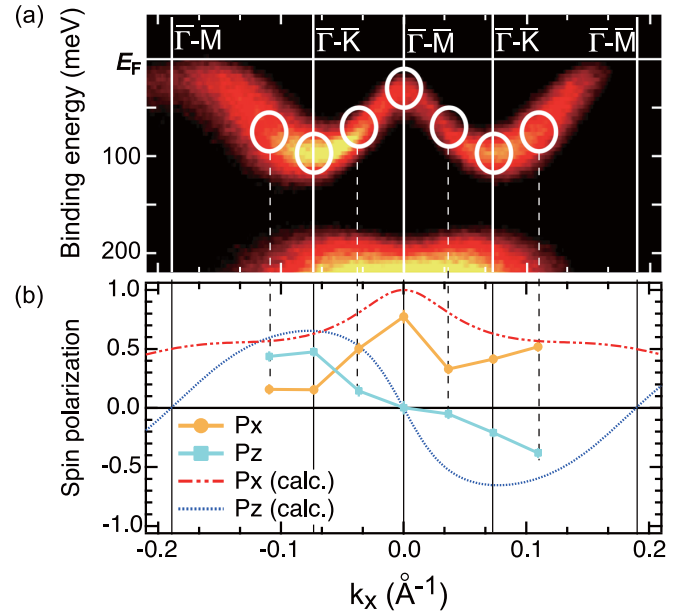 (a)
Γ̅-M̅ Γ̅-K̅ Γ̅-M̅ Γ̅-K̅ Γ̅-M̅
Binding energy (meV)
EF
100
200
(b)
Spin polarization
1.0
0.5
0.0
-0.5
-1.0
Px
Pz
Px (calc.)
Pz (calc.)
-0.2 -0.1 0.0 0.1 0.2
kx (Å-1)